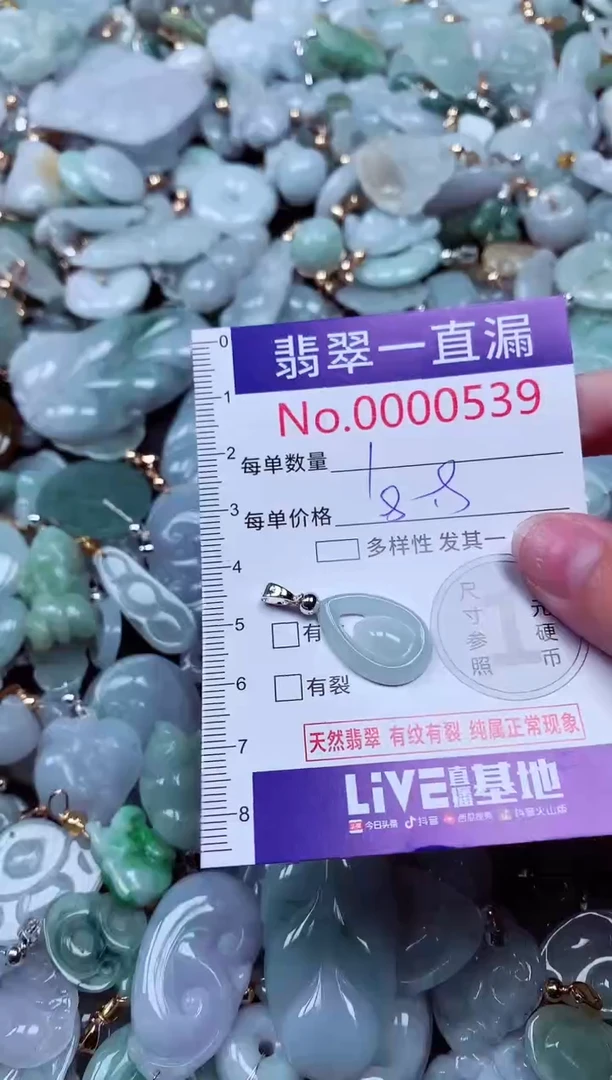 翡翠一直漏
No.0000539
每单数量 1
每单价格 88
多样性 发其一
有
有裂
尺寸参照
1
元硬币
天然翡翠 有纹有裂 纯属正常现象
LiVE直播基地
今日头条 抖音 西瓜视频 抖音火山版
0
1
2
3
4
5
6
7
8